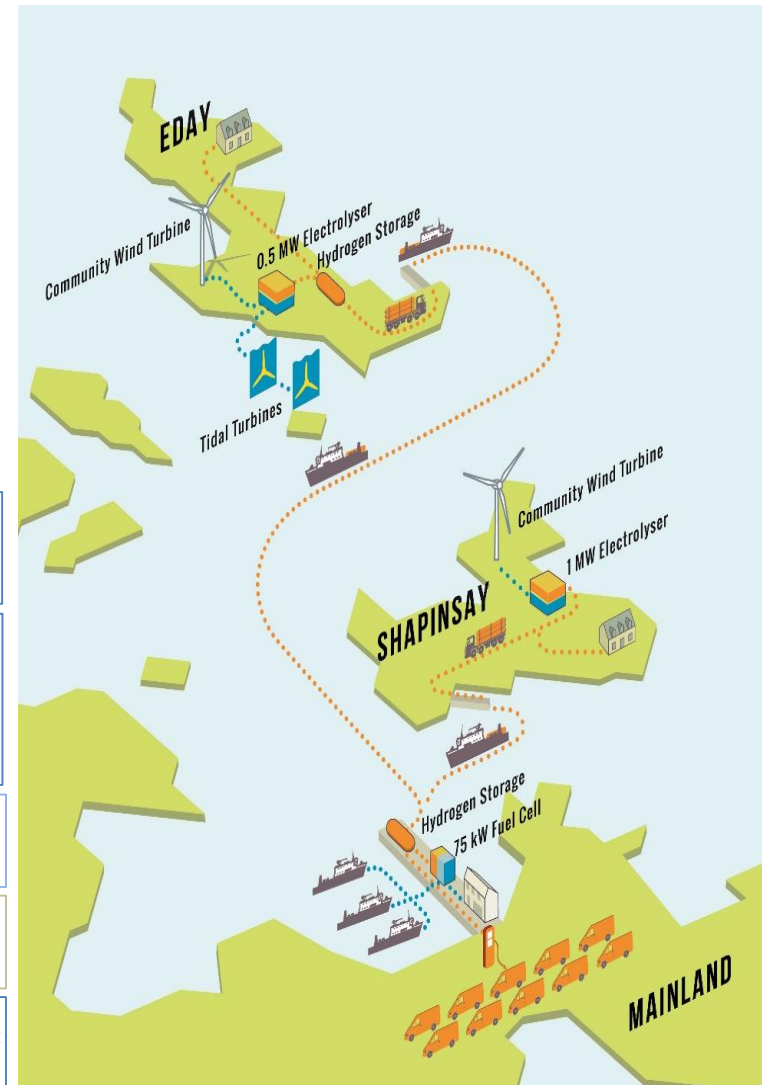 EDAY
Community Wind Turbine
0.5 MW Electrolyser
Hydrogen Storage
Tidal Turbines
Community Wind Turbine
1 MW Electrolyser
SHAPINSAY
Hydrogen Storage
75 kW Fuel Cell
MAINLAND